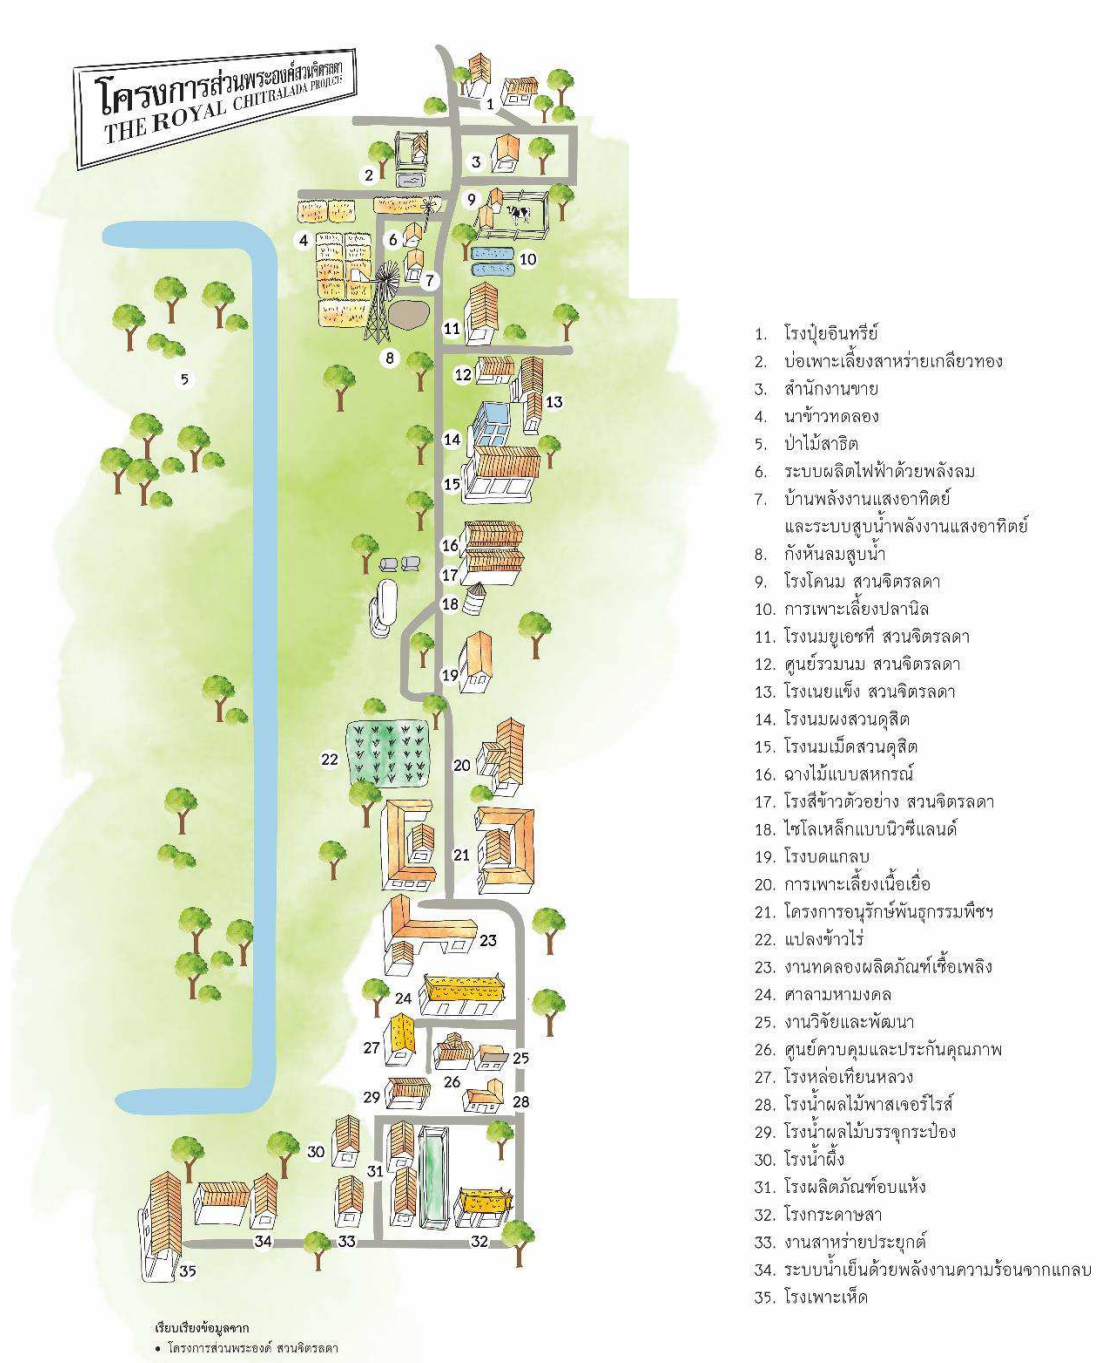 โครงการส่วนพระองค์สวนจิตรลดา
THE ROYAL CHITRALADA PROJECTS
1
2
3
9
4
6
10
7
5
11
8
12
13
14
15
16
17
18
19
22
20
21
23
24
27
25
26
29
28
30
31
34
33
32
35
1. โรงปุ๋ยอินทรีย์
2. บ่อเพาะเลี้ยงสาหร่ายเกลียวทอง
3. สำนักงานขาย
4. นาข้าวทดลอง
5. ป่าไม้สาธิต
6. ระบบผลิตไฟฟ้าด้วยพลังลม
7. บ้านพลังงานแสงอาทิตย์
และระบบสูบน้ำพลังงานแสงอาทิตย์
8. กังหันลมสูบน้ำ
9. โรงโคนม สวนจิตรลดา
10. การเพาะเลี้ยงปลานิล
11. โรงนมยูเอชที สวนจิตรลดา
12. ศูนย์รวมนม สวนจิตรลดา
13. โรงเนยแข็ง สวนจิตรลดา
14. โรงนมผงสวนดุสิต
15. โรงนมเม็ดสวนดุสิต
16. ฉางไม้แบบสหกรณ์
17. โรงสีข้าวตัวอย่าง สวนจิตรลดา
18. ไซโลเหล็กแบบนิวซีแลนด์
19. โรงบดแกลบ
20. การเพาะเลี้ยงเนื้อเยื่อ
21. โครงการอนุรักษ์พันธุกรรมพืชฯ
22. แปลงข้าวไร่
23. งานทดลองผลิตภัณฑ์เชื้อเพลิง
24. ศาลามหามงคล
25. งานวิจัยและพัฒนา
26. ศูนย์ควบคุมและประกันคุณภาพ
27. โรงหล่อเทียนหลวง
28. โรงน้ำผลไม้พาสเจอร์ไรส์
29. โรงน้ำผลไม้บรรจุกระป๋อง
30. โรงน้ำผึ้ง
31. โรงผลิตภัณฑ์อบแห้ง
32. โรงกระดาษสา
33. งานสาหร่ายประยุกต์
34. ระบบน้ำเย็นด้วยพลังงานความร้อนจากแกลบ
35. โรงเพาะเห็ด
เรียบเรียงข้อมูลจาก
• โครงการส่วนพระองค์ สวนจิตรลดา